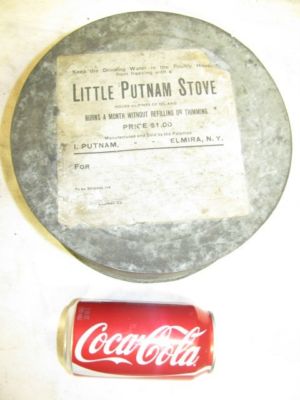 Keep the Drinking Water in the Poultry House
from freezing with a
LITTLE PUTNAM STOVE
BURNS A MONTH WITHOUT REFILLING OR TRIMMING
PRICE $1.00
Manufactured and Sold by the Patentee
I. PUTNAM, ELMIRA, N. Y.
FOR
Coca-Cola